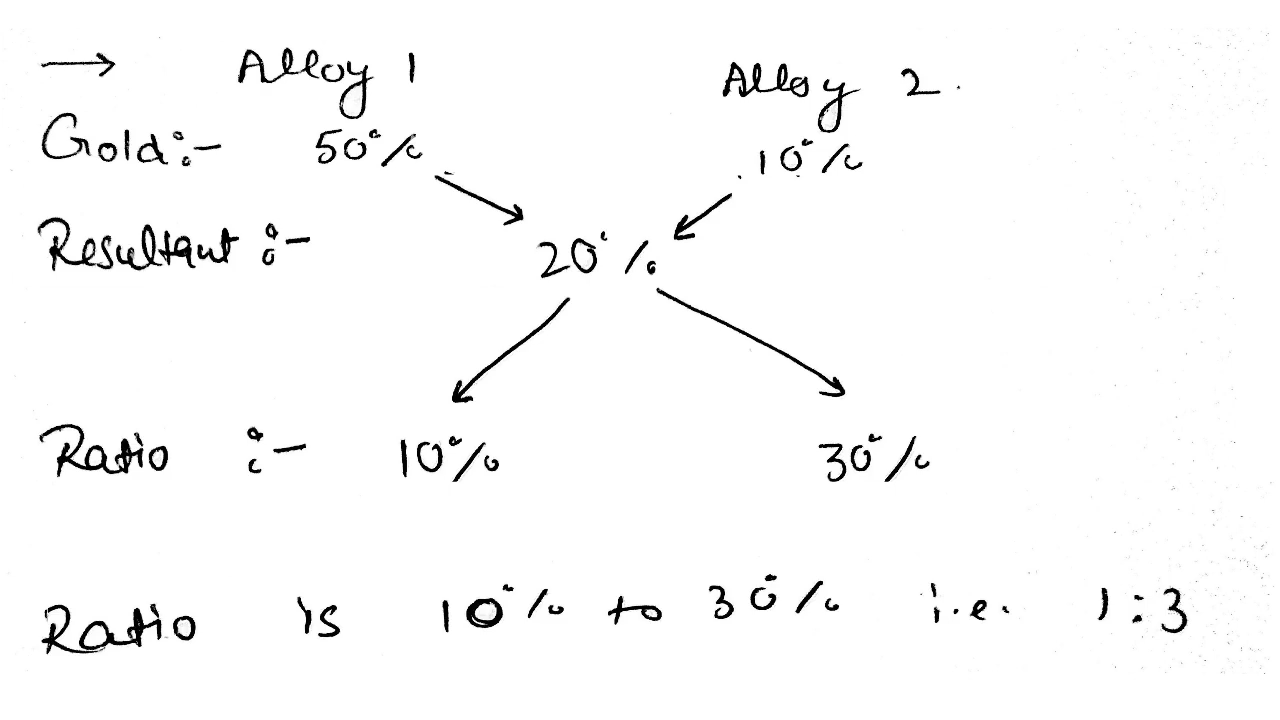 → Alloy 1 Alloy 2.
Gold:- 50% 10%
Resultant :- 20%
Ratio :- 10% 30%
Ratio is 10% to 30% i.e. 1:3